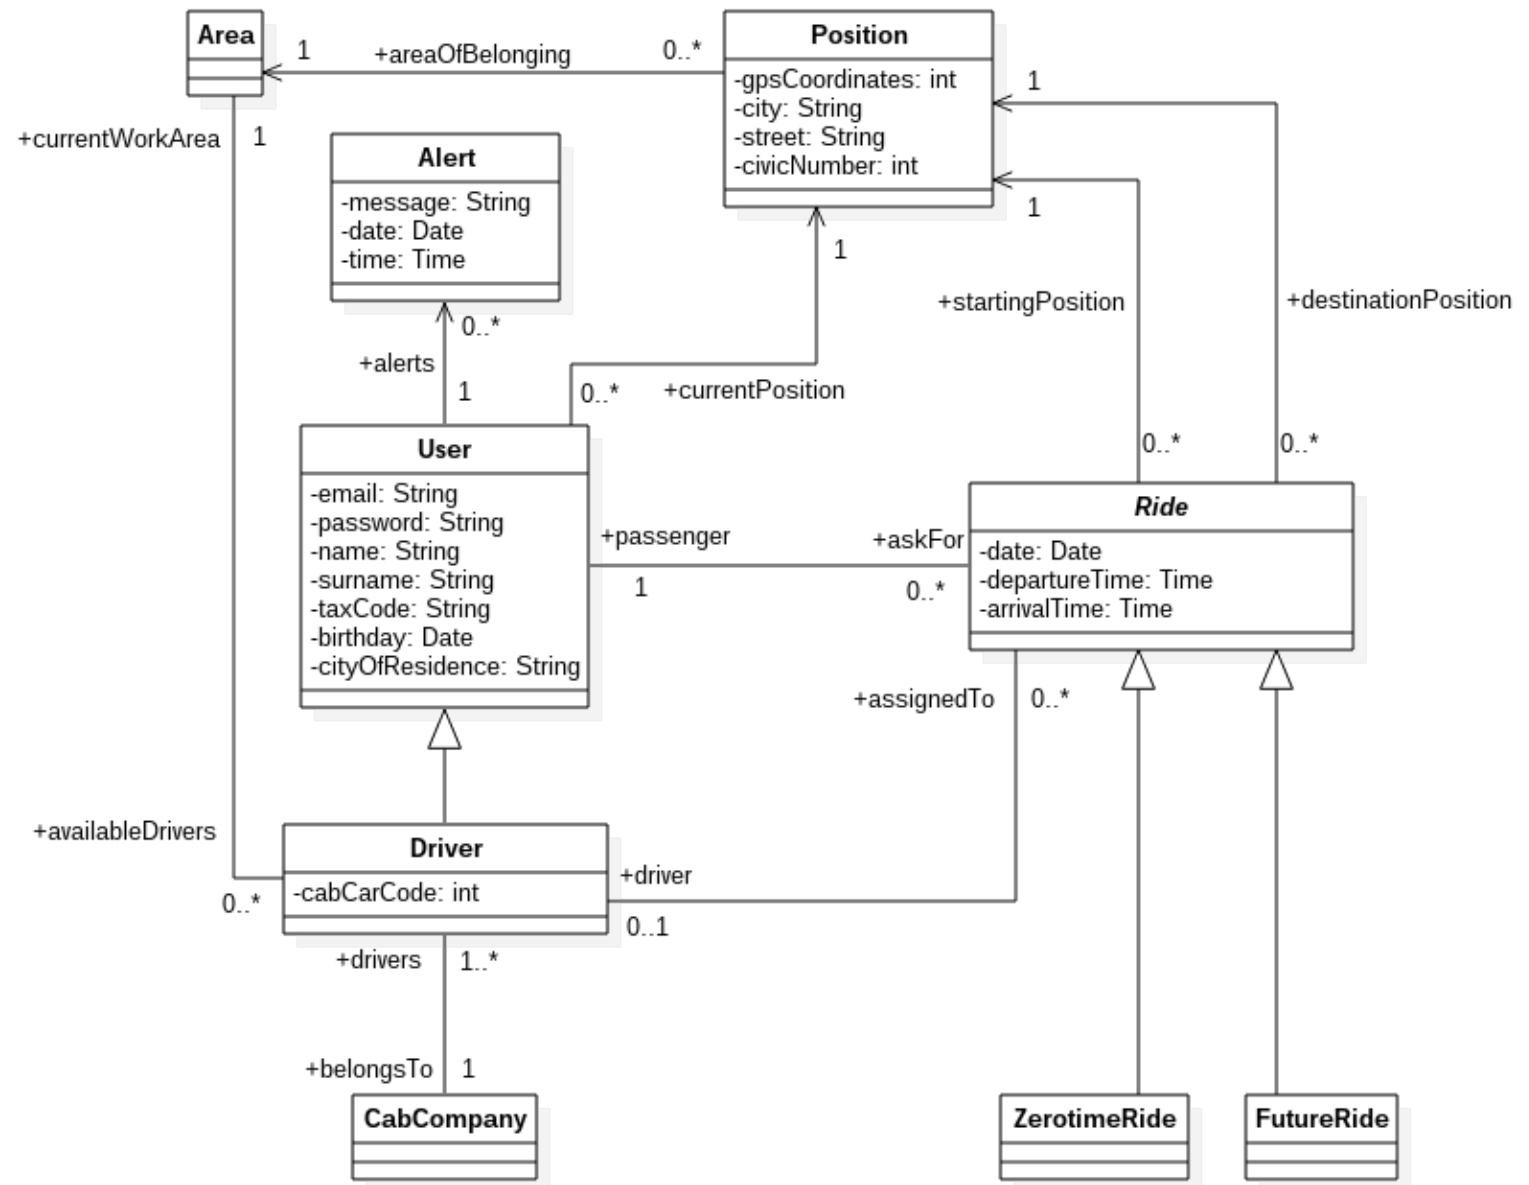 Area
1
+areaOfBelonging
0..*
Position
-gpsCoordinates: int
-city: String
-street: String
-civicNumber: int
1
1
+currentWorkArea
1
Alert
-message: String
-date: Date
-time: Time
0..*
+alerts
1
1
0..*
+currentPosition
+startingPosition
+destinationPosition
0..*
0..*
User
-email: String
-password: String
-name: String
-surname: String
-taxCode: String
-birthday: Date
-cityOfResidence: String
+passenger
1
+askFor
0..*
Ride
-date: Date
-departureTime: Time
-arrivalTime: Time
+assignedTo
0..*
+availableDrivers
0..*
Driver
-cabCarCode: int
+driver
0..1
+drivers
1..*
+belongsTo
1
CabCompany
ZerotimeRide
FutureRide